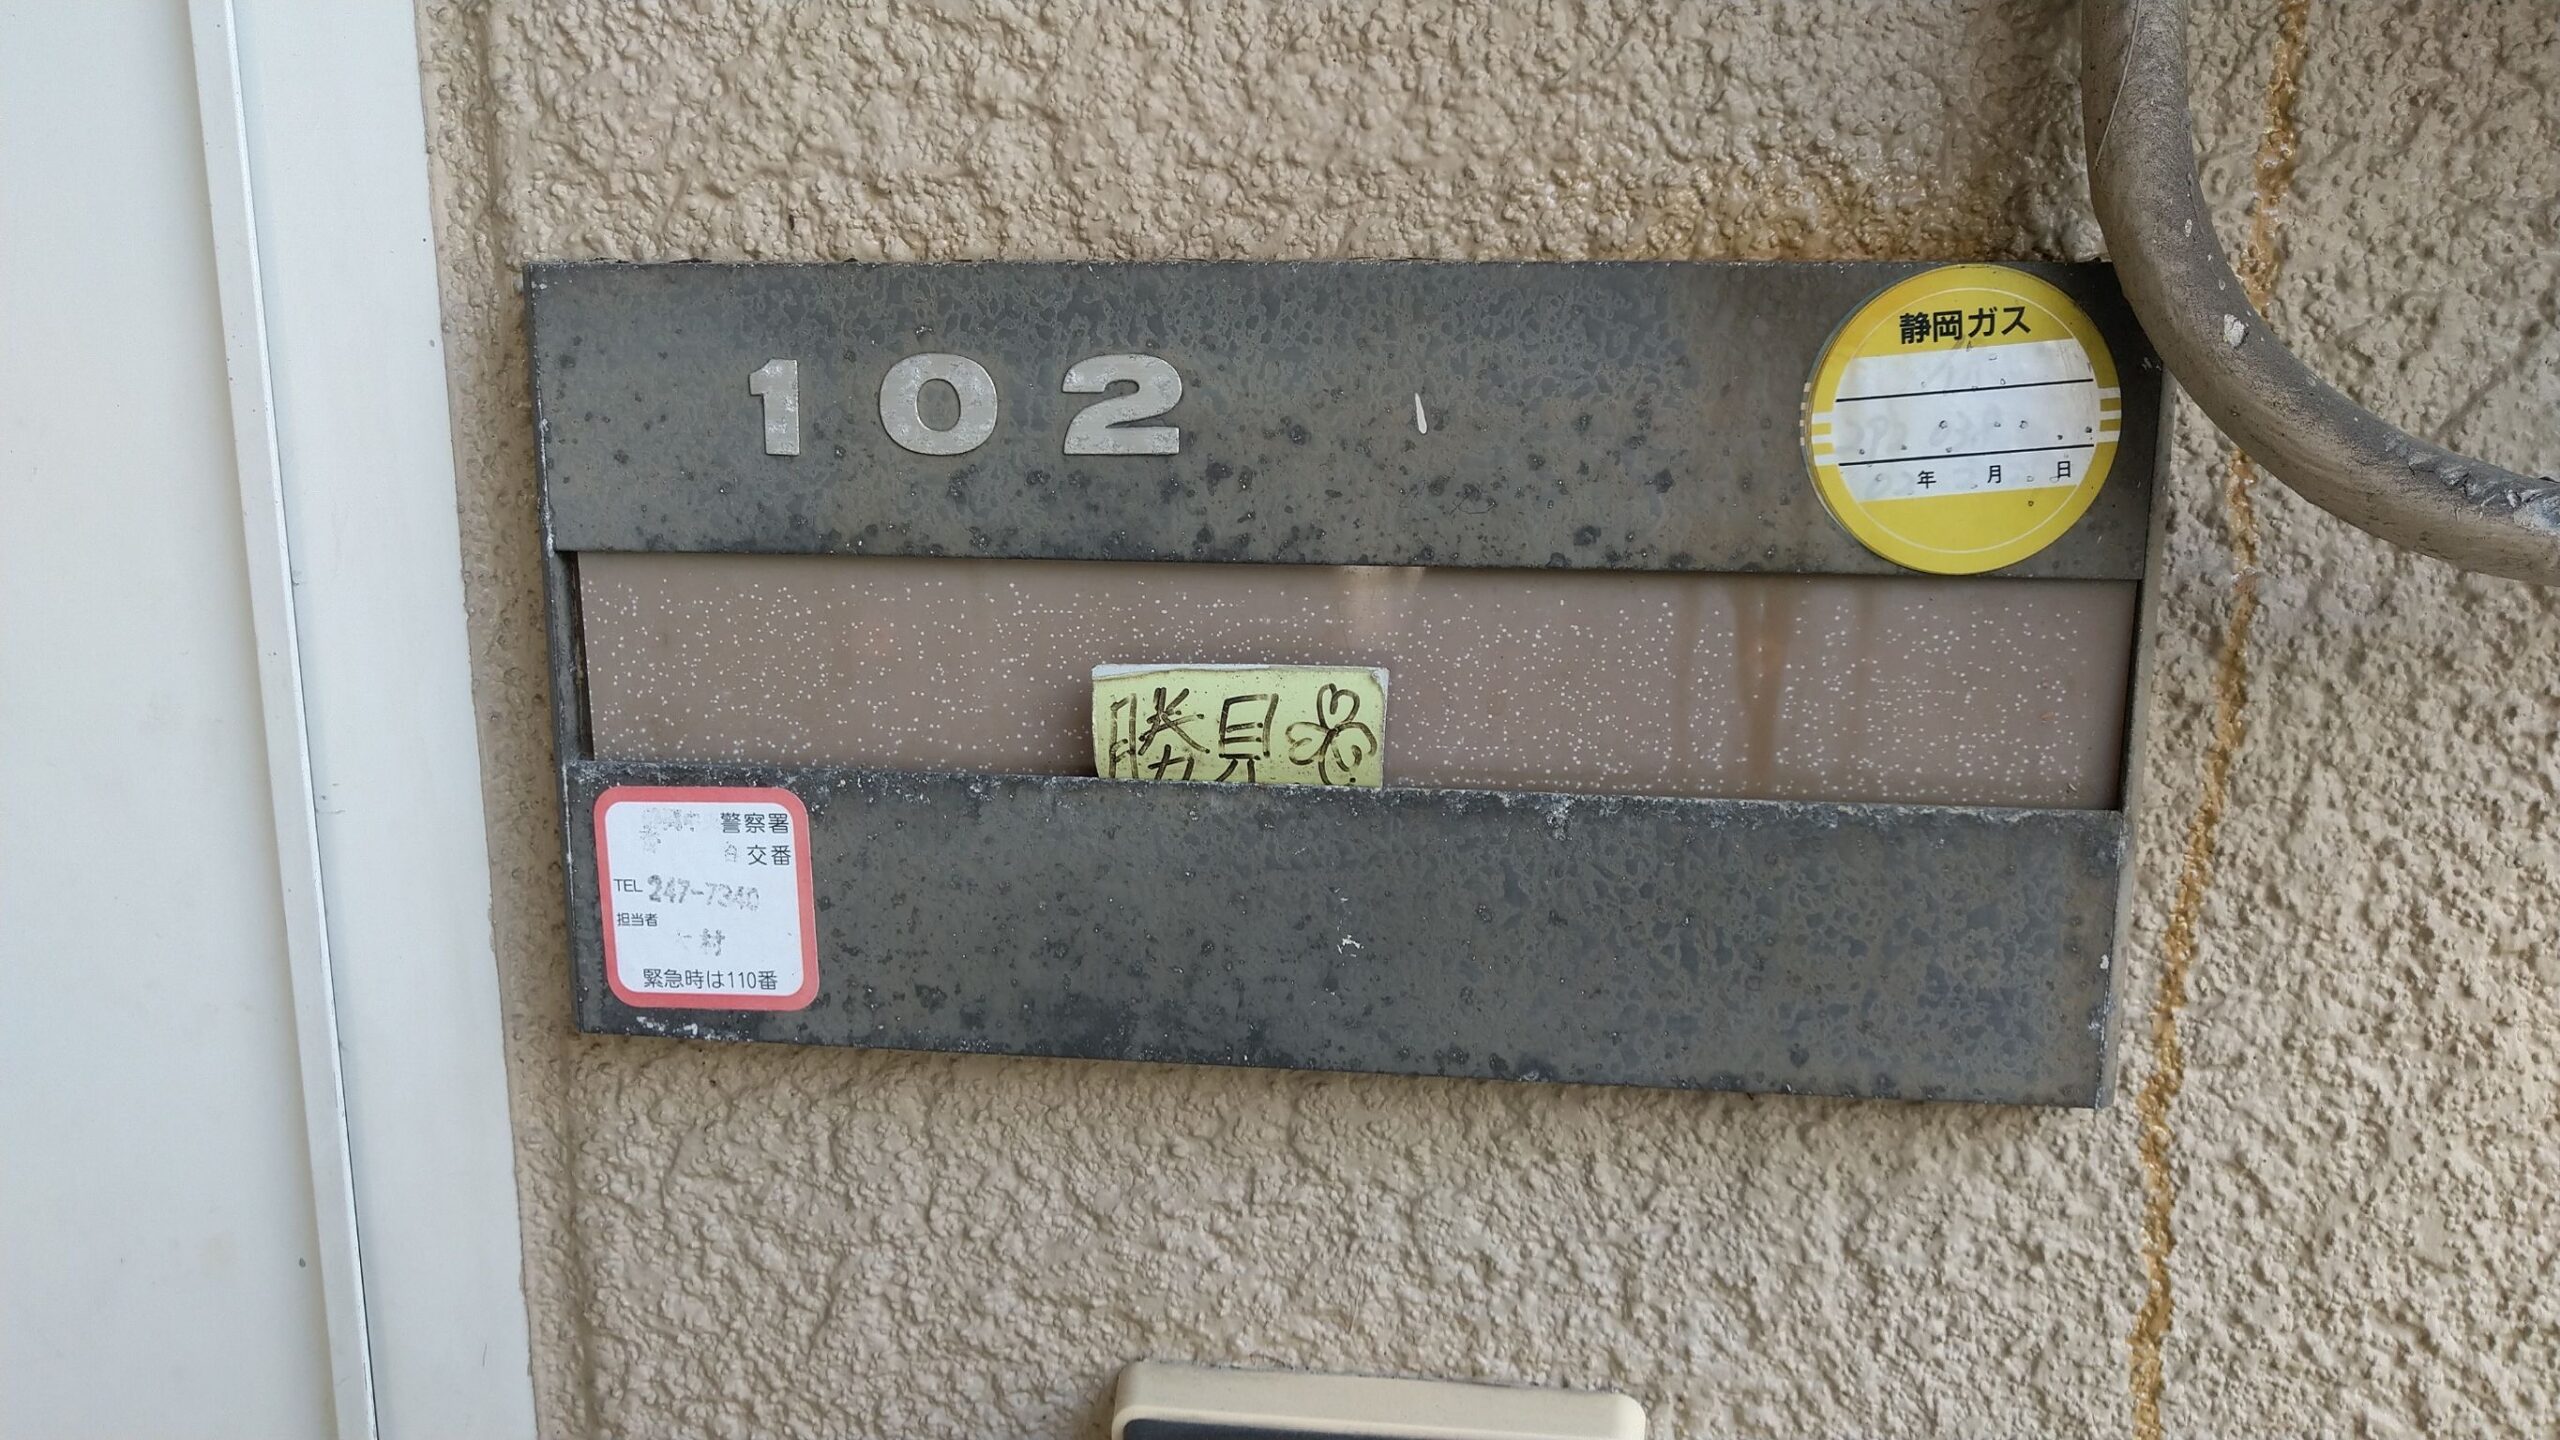 102
静岡ガス
年 月 日
勝見
警察署
交番
TEL 247-7340
担当者
村
緊急時は110番